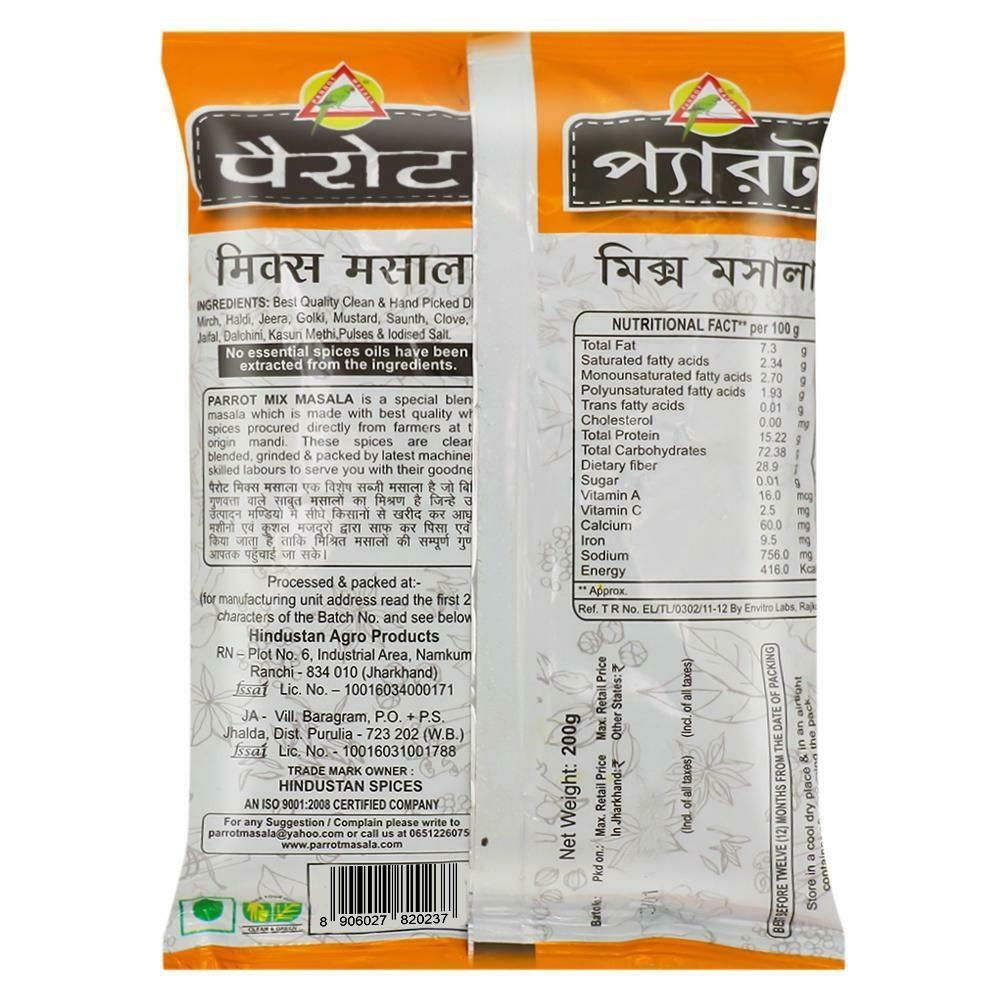 PARROT MASALA
पैरोट
मिक्स मसाला
INGREDIENTS: Best Quality Clean & Hand Picked
Mirch, Haldi, Jeera, Golki, Mustard, Saunth, Clove,
Jaifal, Dalchini, Kasuri Methi,Pulses & Iodised Salt.
No essential spices oils have been
extracted from the ingredients.
PARROT MIX MASALA is a special
masala which is made with best quality
spices procured directly from farmers at
origin mandi. These spices are
blended, grinded & packed by latest
skilled labours to serve you with their
पैरोट मिक्स मसाला एक विशेष सब्जी मसाला है जो
गुणवत्ता वाले साबुत मसालों का मिश्रण है जिन्हे
उत्पादन मण्डियो में सीधे किसानों से खरीद कर
मशीनो एवं कुशल मजदूरों द्वारा साफ कर पिसा एवं
किया जाता है ताकि मिश्रित मसालों की सम्पूर्ण
आपतक पहुँचाई जा सके।
Processed & packed at:-
(for manufacturing unit address read the first 2
characters of the Batch No. and see below
Hindustan Agro Products
RN – Plot No. 6, Industrial Area, Namkum
Ranchi - 834 010 (Jharkhand)
fssai Lic. No. – 10016034000171
JA - Vill. Baragram, P.O. + P.S.
Jhalda, Dist. Purulia - 723 202 (W.B.)
fssai Lic. No. - 10016031001788
TRADE MARK OWNER :
HINDUSTAN SPICES
AN ISO 9001:2008 CERTIFIED COMPANY
For any Suggestion / Complain please write to
parrotmasala@yahoo.com or call us at 0651226075
www.parrotmasala.com
CLEAN & GREEN
8 906027 820237
PARROT MASALA
প্যারট
মিক্স মসালা
NUTRITIONAL FACT** per 100 g
Total Fat 7.3 g
Saturated fatty acids 2.34 g
Monounsaturated fatty acids 2.70 g
Polyunsaturated fatty acids 1.93 g
Trans fatty acids 0.01 g
Cholesterol 0.00 mg
Total Protein 15.22 g
Total Carbohydrates 72.38
Dietary fiber 28.9
Sugar 0.01 g
Vitamin A 16.0 mcg
Vitamin C 2.5 mg
Calcium 60.0 mg
Iron 9.5 mg
Sodium 756.0 mg
Energy 416.0 Kca
** Approx.
Ref. T R No. EL/TL/0302/11-12 By Envitro Labs,
Net Weight: 200g
Batch:
Pkd on.:
Max. Retail Price
In Jharkhand: ₹
(Incl. of all taxes)
Max. Retail Price
Other States: ₹
(Incl. of all taxes)
BEST BEFORE TWELVE (12) MONTHS FROM THE DATE OF PACKING
Store in a cool dry place & in an airtight
the pack.